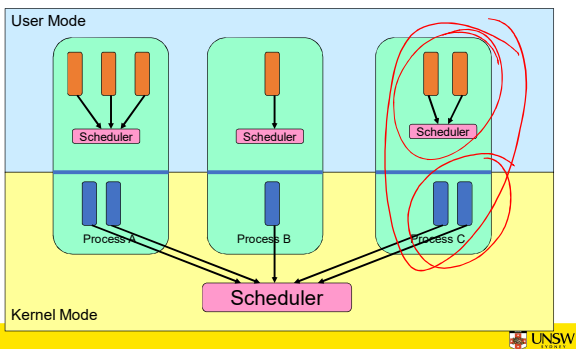 User Mode
Scheduler
Scheduler
Scheduler
Process A
Process B
Process C
Scheduler
Kernel Mode
UNSW
SYDNEY